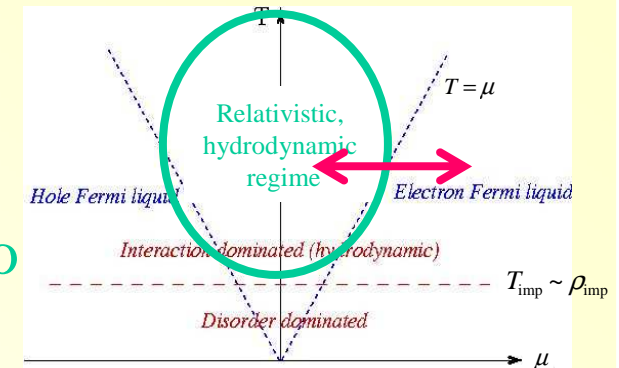 T
T = μ
Relativistic,
hydrodynamic
regime
Hole Fermi liquid
Electron Fermi liquid
Interaction dominated (hydrodynamic)
T_imp ~ ρ_imp
Disorder dominated
μ